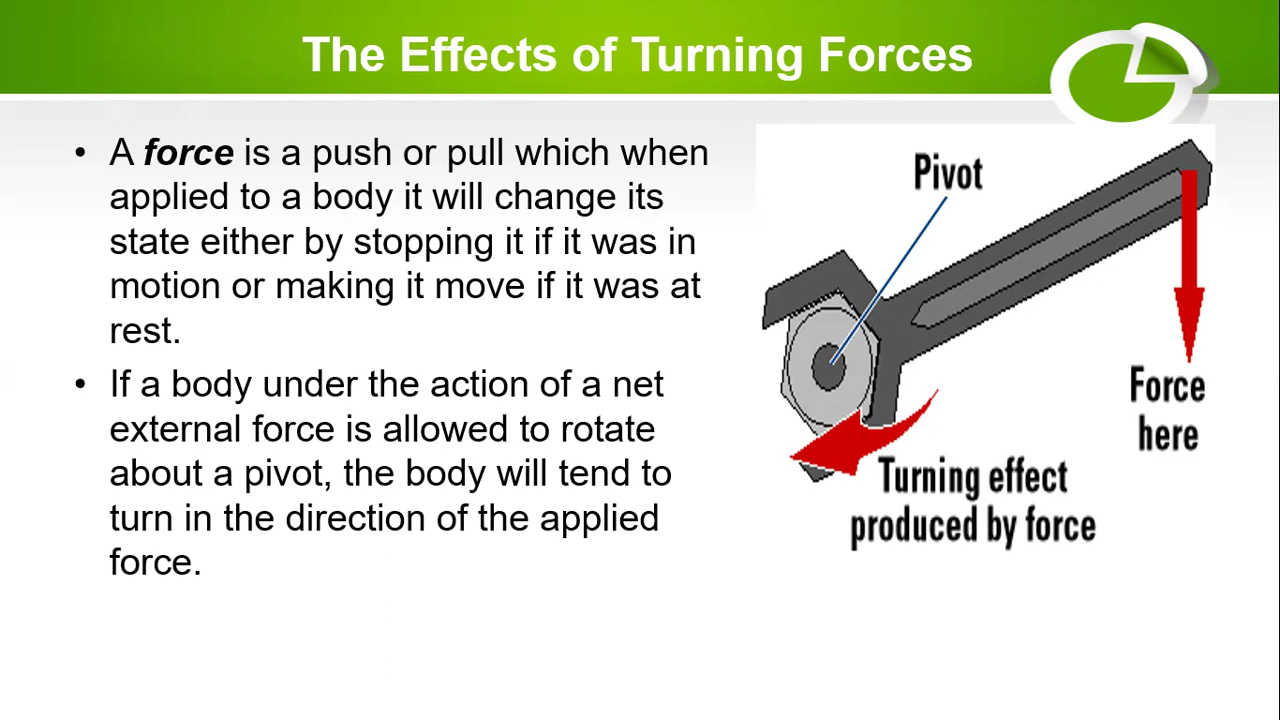 The Effects of Turning Forces
• A force is a push or pull which when
applied to a body it will change its
state either by stopping it if it was in
motion or making it move if it was at
rest.
• If a body under the action of a net
external force is allowed to rotate
about a pivot, the body will tend to
turn in the direction of the applied
force.
Pivot
Force
here
Turning effect
produced by force